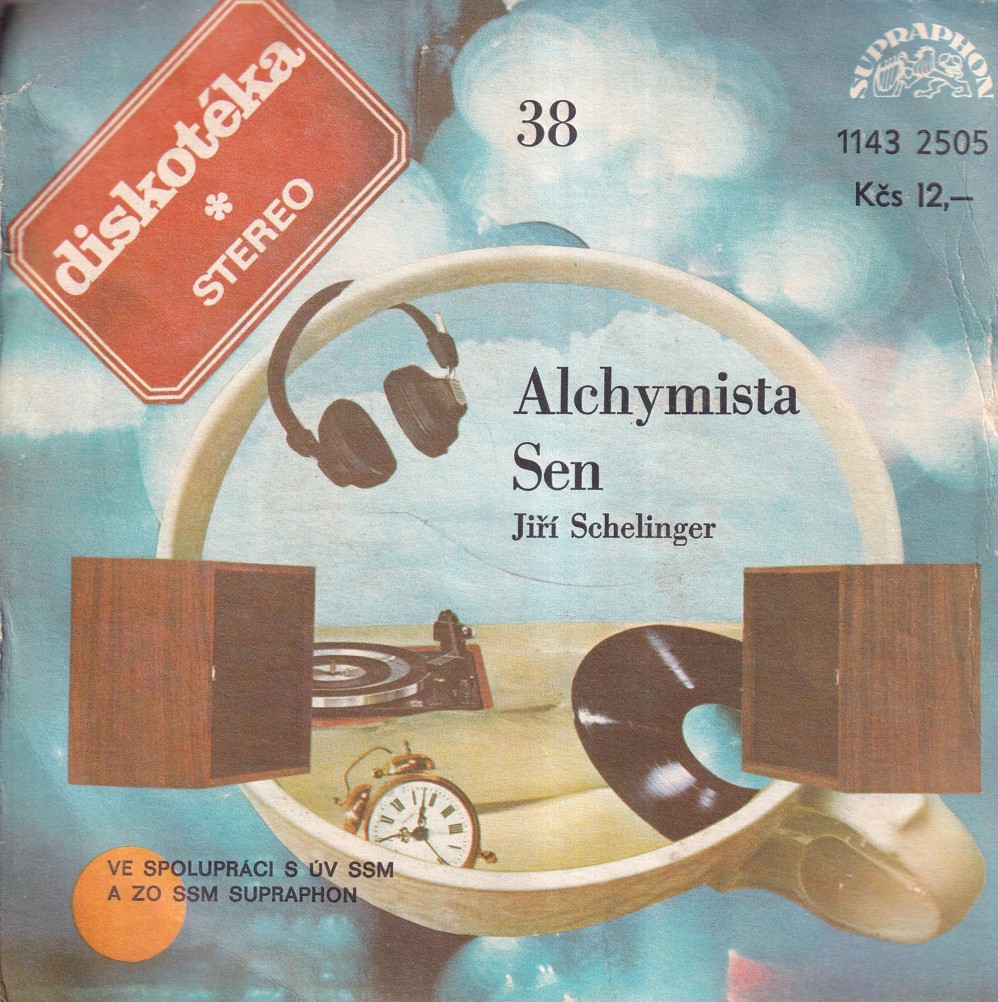 diskotéka
*
STEREO
38
SUPRAPHON
1143 2505
Kčs 12,—
Alchymista
Sen
Jiří Schelinger
VE SPOLUPRÁCI S ÚV SSM
A ZO SSM SUPRAPHON